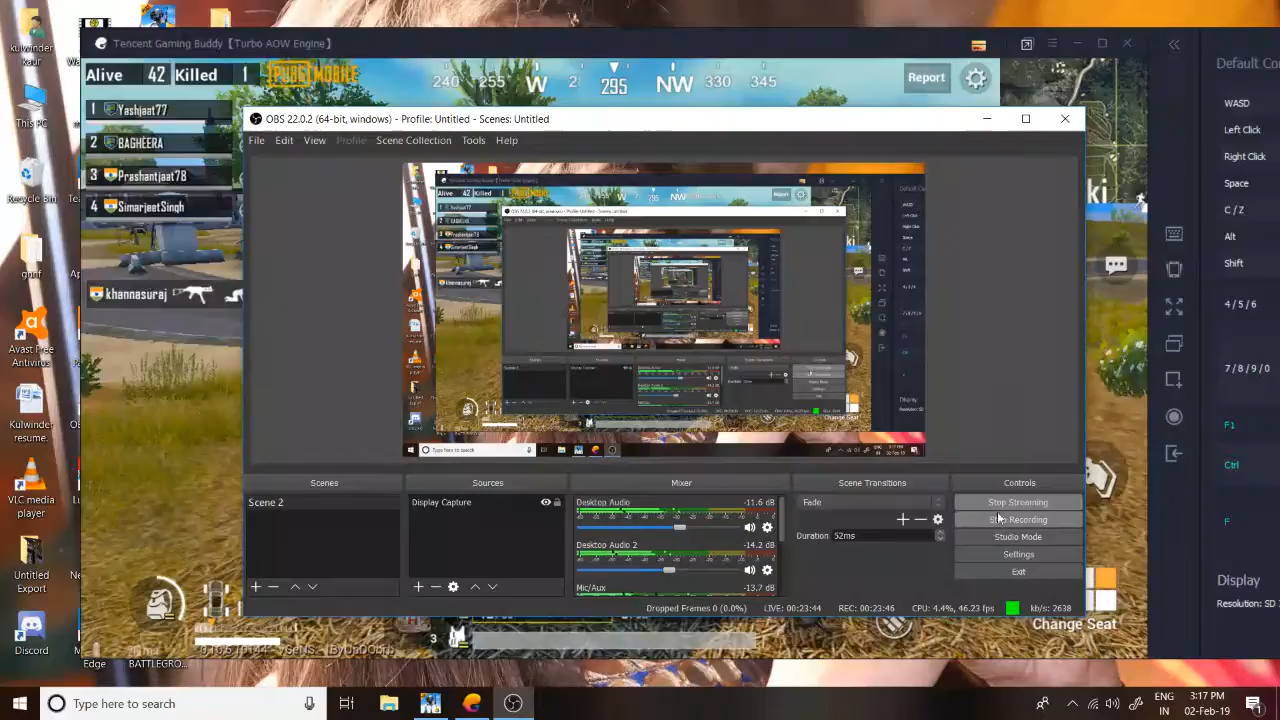 kulwinder
kaur
This PC
Recycle Bin
gnrf
Avast Free
Antivirus
Kulwinder
resume.
VLC media
player
Untitled
Export
Discord
Edge
BATTLEGRO...
Tencent Gaming Buddy【Turbo AOW Engine】
Alive 42 Killed 1
PUBG MOBILE
240 255 W 295 NW 330 345
Report
1 Yashjaat77
2 BAGHEERA
3 Prashantjaat78
4 SimarjeetSingh
khannasuraj
OBS 22.0.2 (64-bit, windows) - Profile: Untitled - Scenes: Untitled
File Edit View Profile Scene Collection Tools Help
Scenes
Scene 2
Sources
Display Capture
Mixer
Desktop Audio -11.6 dB
Desktop Audio 2 -14.2 dB
Mic/Aux -13.7 dB
Scene Transitions
Fade
Duration 52ms
Controls
Stop Streaming
Stop Recording
Studio Mode
Settings
Exit
Dropped Frames 0 (0.0%) LIVE: 00:23:44 REC: 00:23:46 CPU: 4.4%, 46.23 fps kb/s: 2638
3
Change Seat
Default Co
WASD
Left Click
Right Click
Space
Alt
Shift
4/5/6
7/8/9/0
F1
Ctrl
F
Display
Resolution: SD
Type here to search
ENG
IN
3:17 PM
02-Feb-19
1